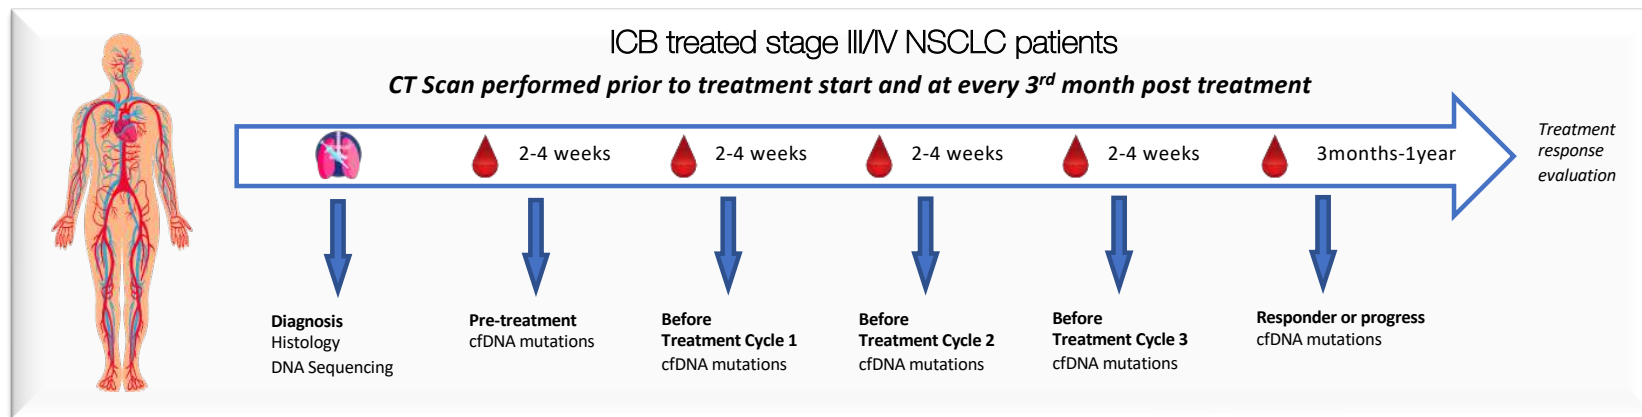 ICB treated stage III/IV NSCLC patients
CT Scan performed prior to treatment start and at every 3rd month post treatment
2-4 weeks
2-4 weeks
2-4 weeks
2-4 weeks
3months-1year
Treatment
response
evaluation
Diagnosis
Histology
DNA Sequencing
Pre-treatment
cfDNA mutations
Before
Treatment Cycle 1
cfDNA mutations
Before
Treatment Cycle 2
cfDNA mutations
Before
Treatment Cycle 3
cfDNA mutations
Responder or progress
cfDNA mutations